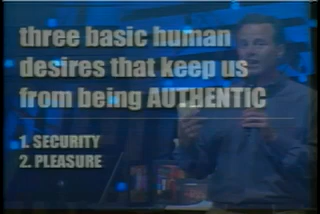 three basic human
desires that keep us
from being AUTHENTIC
1. SECURITY
2. PLEASURE